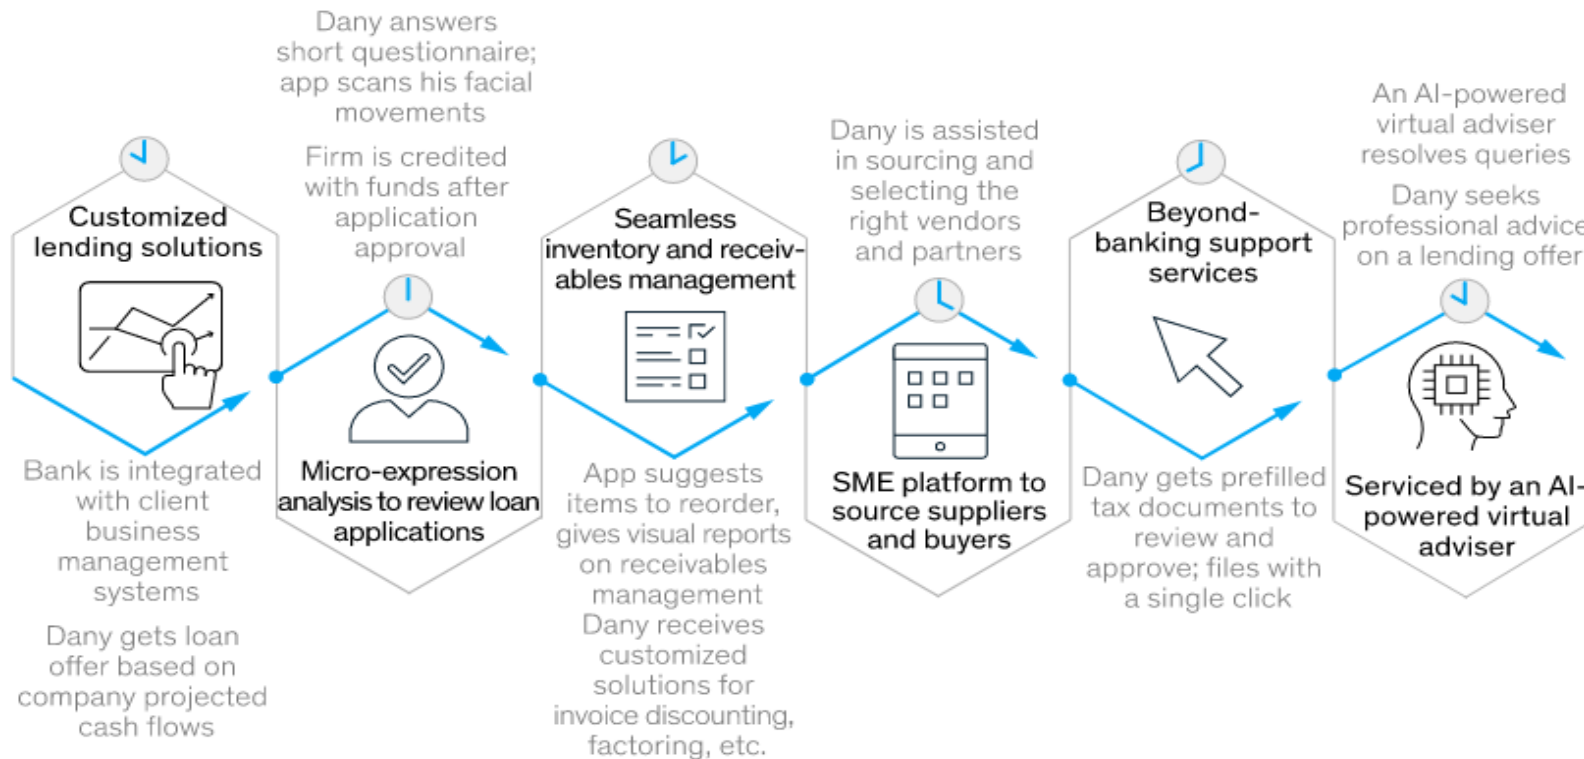 Customized
lending solutions
Bank is integrated
with client
business
management
systems
Dany gets loan
offer based on
company projected
cash flows
Dany answers
short questionnaire;
app scans his facial
movements
Firm is credited
with funds after
application
approval
Micro-expression
analysis to review loan
applications
Seamless
inventory and receiv-
ables management
App suggests
items to reorder,
gives visual reports
on receivables
management
Dany receives
customized
solutions for
invoice discounting,
factoring, etc.
Dany is assisted
in sourcing and
selecting the
right vendors
and partners
SME platform to
source suppliers
and buyers
Beyond-
banking support
services
Dany gets prefilled
tax documents to
review and
approve; files with
a single click
An AI-powered
virtual adviser
resolves queries
Dany seeks
professional advice
on a lending offer
Serviced by an AI-
powered virtual
adviser